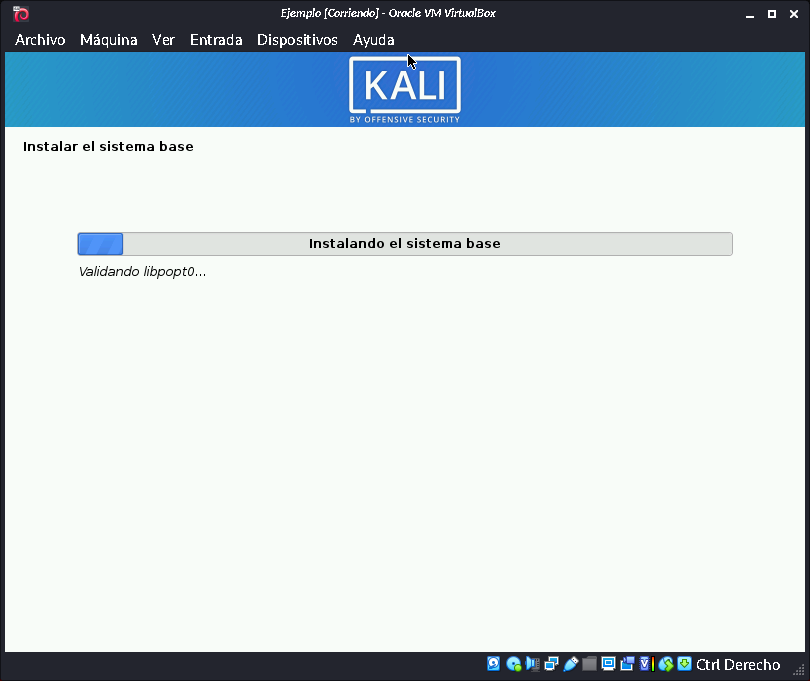 Ejemplo [Corriendo] - Oracle VM VirtualBox
Archivo Máquina Ver Entrada Dispositivos Ayuda
KALI
BY OFFENSIVE SECURITY
Instalar el sistema base
Instalando el sistema base
Validando libpopt0...
Ctrl Derecho